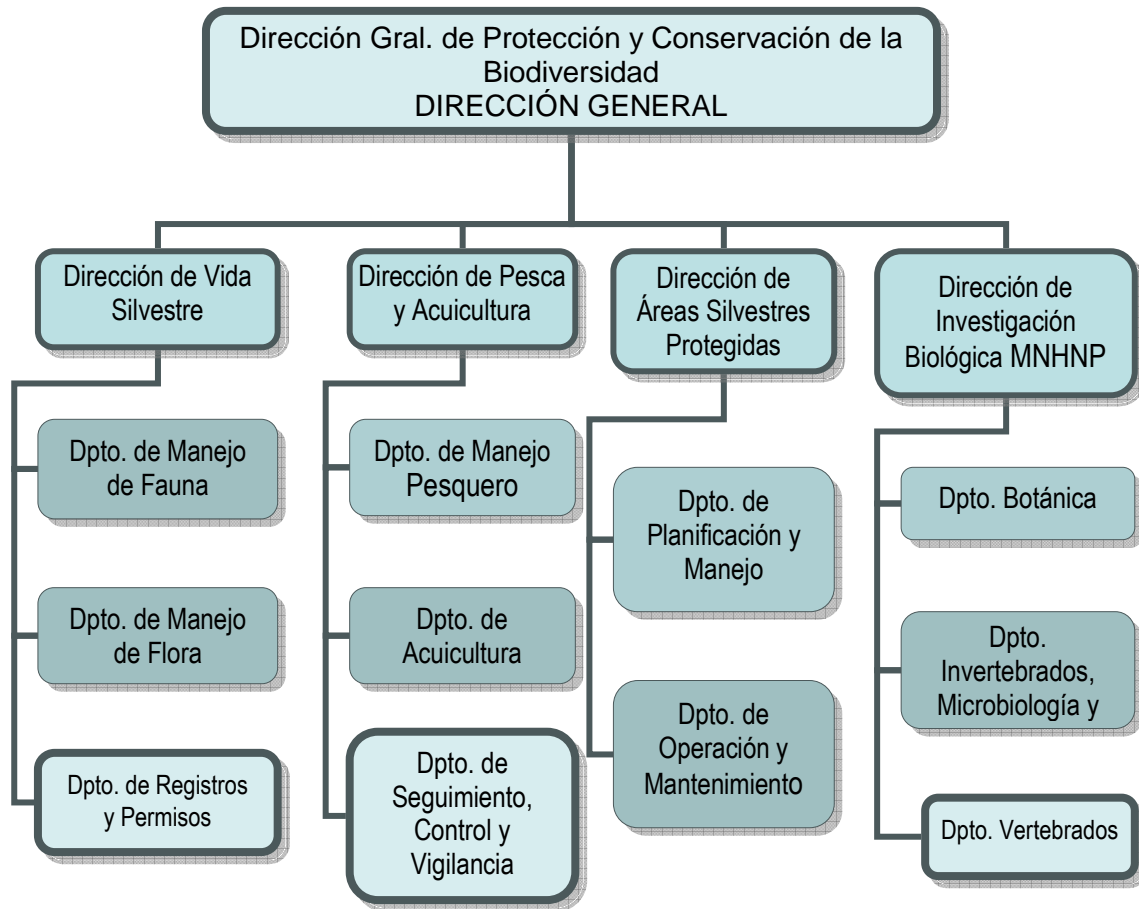 Dirección Gral. de Protección y Conservación de la
Biodiversidad
DIRECCIÓN GENERAL
Dirección de Vida
Silvestre
Dirección de Pesca
y Acuicultura
Dirección de
Áreas Silvestres
Protegidas
Dirección de
Investigación
Biológica MNHNP
Dpto. de Manejo
de Fauna
Dpto. de Manejo
de Flora
Dpto. de Registros
y Permisos
Dpto. de Manejo
Pesquero
Dpto. de
Acuicultura
Dpto. de
Seguimiento,
Control y
Vigilancia
Dpto. de
Planificación y
Manejo
Dpto. de
Operación y
Mantenimiento
Dpto. Botánica
Dpto.
Invertebrados,
Microbiología y
Dpto. Vertebrados